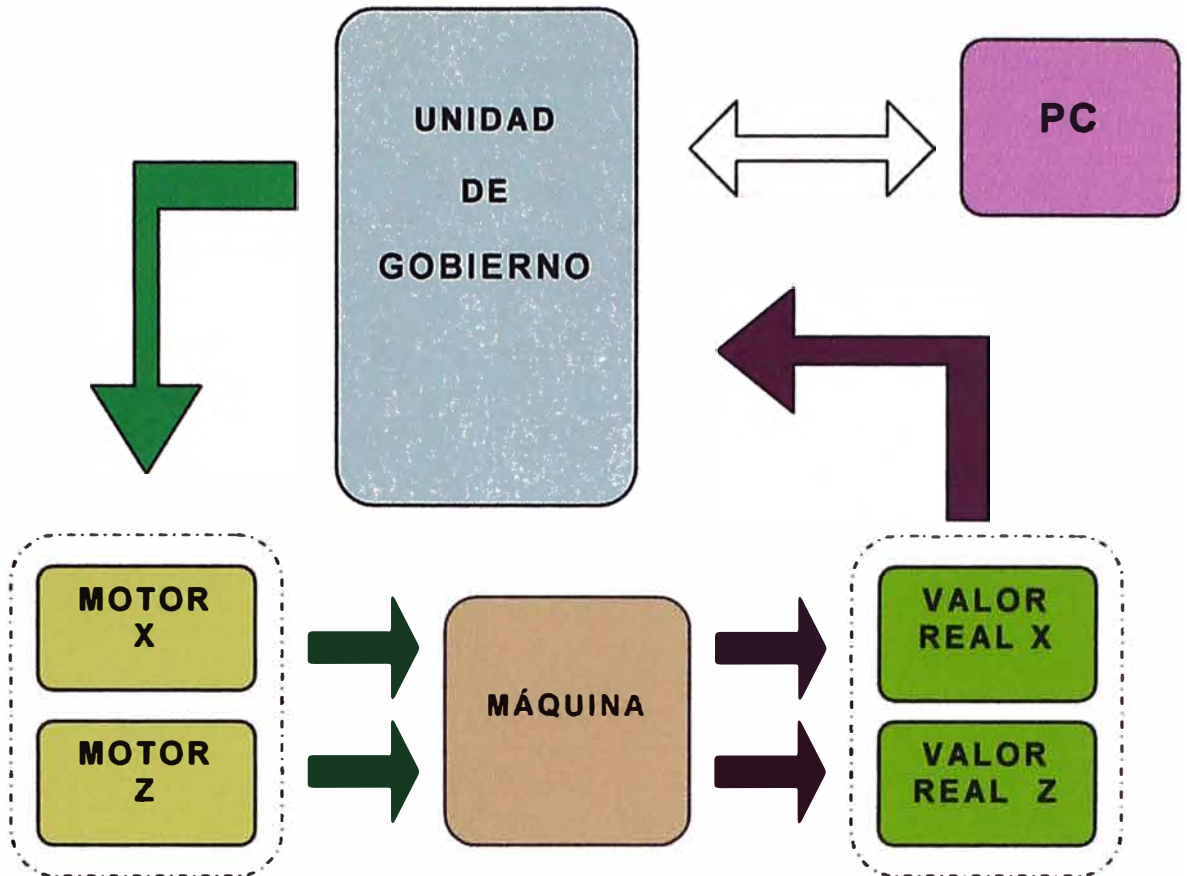 UNIDAD
DE
GOBIERNO
PC
MOTOR
X
MOTOR
Z
MÁQUINA
VALOR
REAL X
VALOR
REAL Z